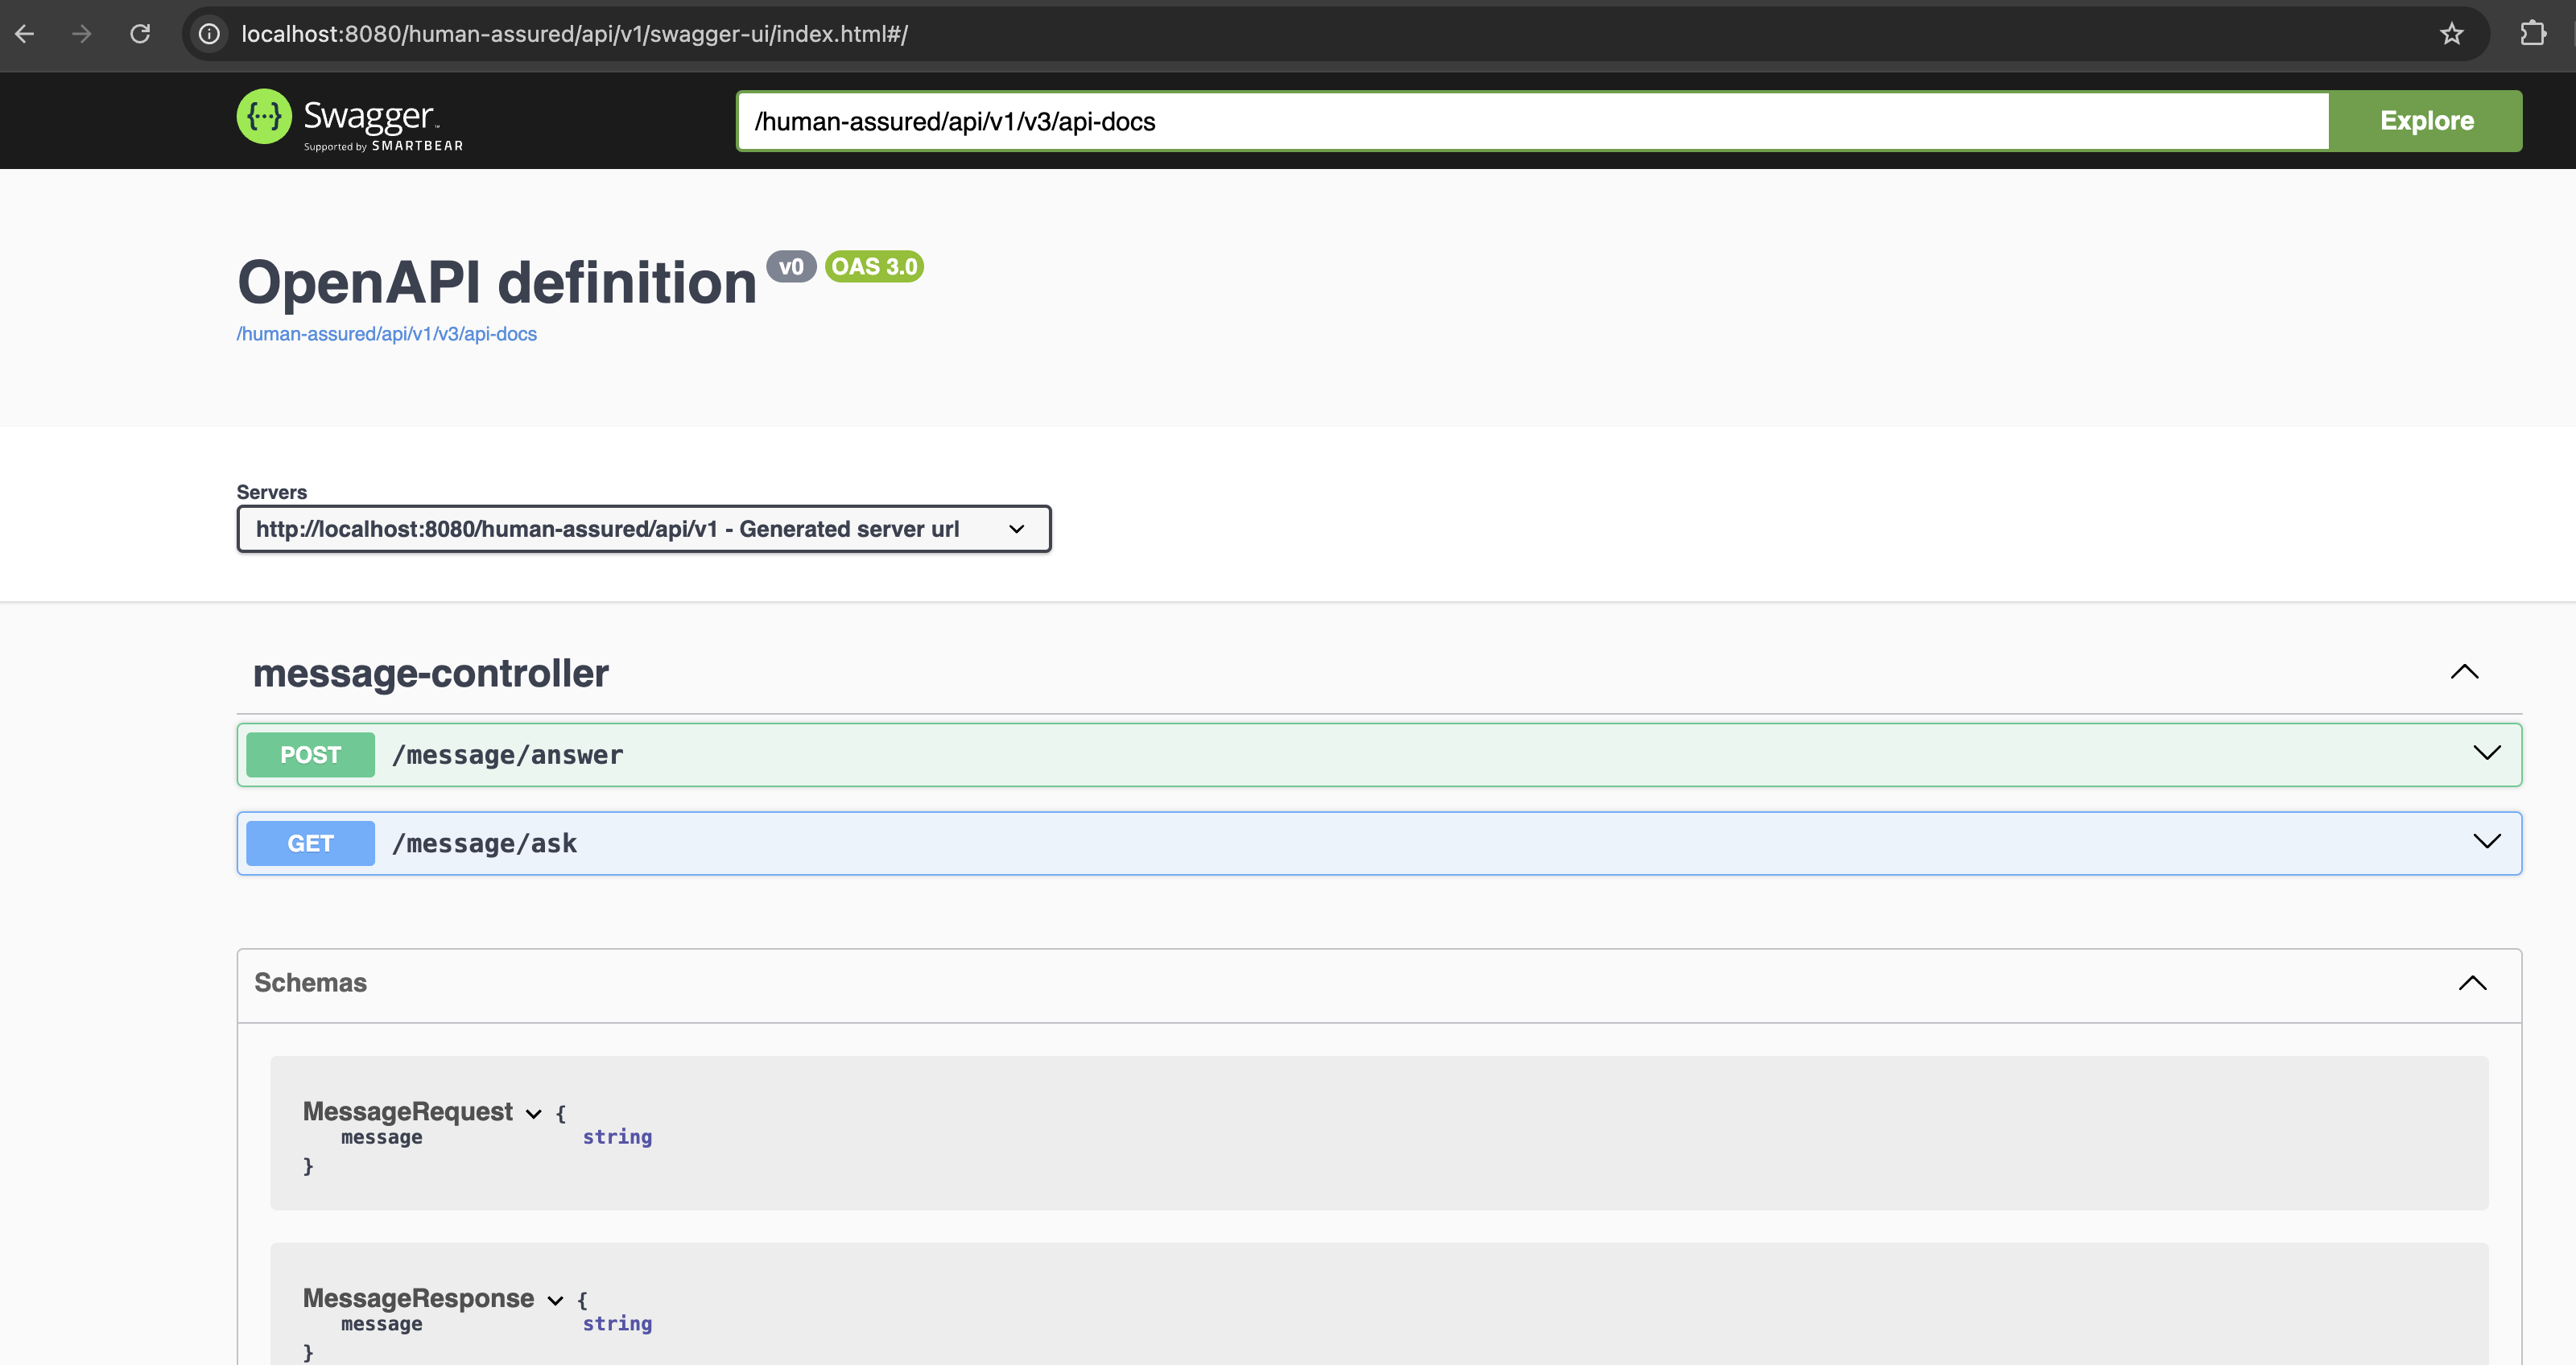 localhost:8080/human-assured/api/v1/swagger-ui/index.html#/
Swagger™
Supported by SMARTBEAR
/human-assured/api/v1/v3/api-docs
Explore
OpenAPI definition v0 OAS 3.0
/human-assured/api/v1/v3/api-docs
Servers
http://localhost:8080/human-assured/api/v1 - Generated server url
message-controller
POST /message/answer
GET /message/ask
Schemas
MessageRequest {
message string
}
MessageResponse {
message string
}